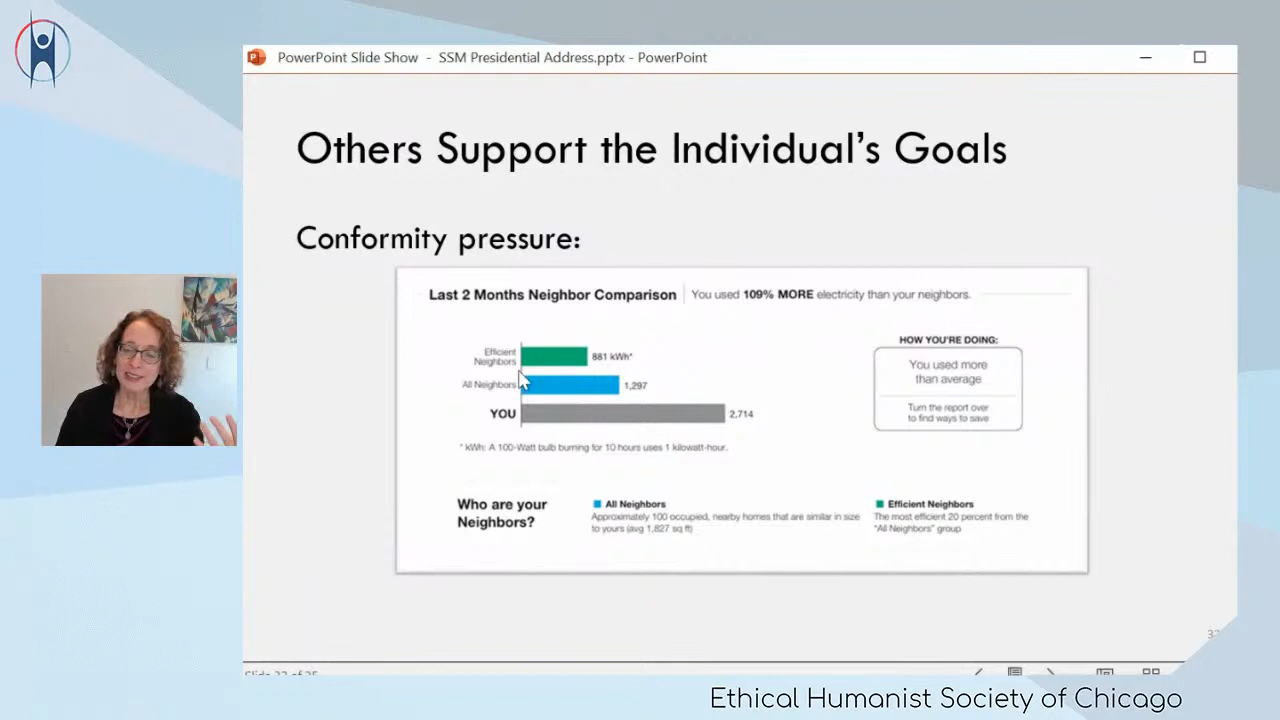 PowerPoint Slide Show - SSM Presidential Address.pptx - PowerPoint
Others Support the Individual's Goals
Conformity pressure:
Last 2 Months Neighbor Comparison
You used 109% MORE electricity than your neighbors.
Efficient
Neighbors
881 kWh*
All Neighbors
1,297
YOU
2,714
* kWh: A 100-Watt bulb burning for 10 hours uses 1 kilowatt-hour.
HOW YOU'RE DOING:
You used more
than average
Turn the report over
to find ways to save
Who are your
Neighbors?
All Neighbors
Approximately 100 occupied, nearby homes that are similar in size
to yours (avg 1,827 sq ft)
Efficient Neighbors
The most efficient 20 percent from the
"All Neighbors" group
Ethical Humanist Society of Chicago